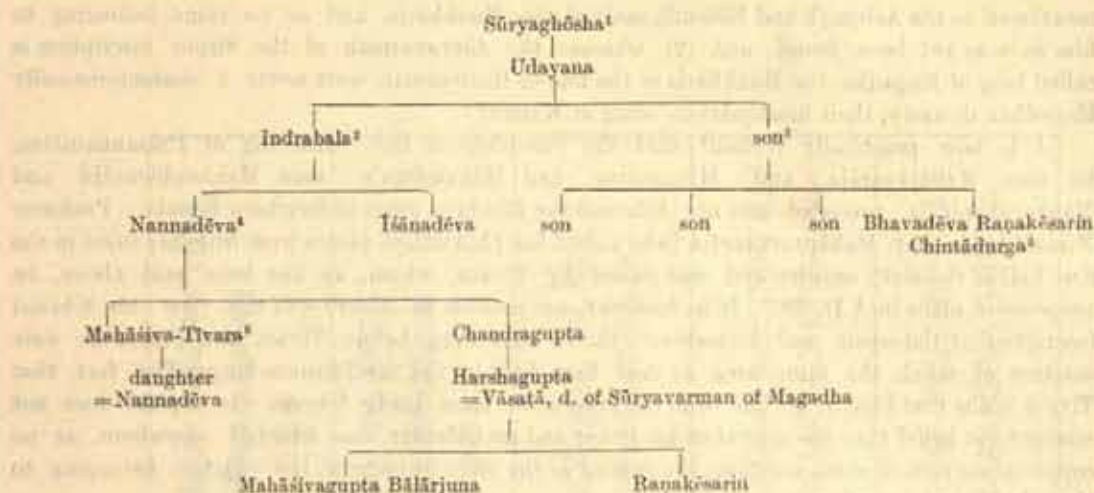 Sūryaghōsha¹
Udayana
Indrabala² son³
Nannadēva⁴ Īśānadēva son son son Bhavadēva Raṇakēsarin
Chintādurga⁵
Mahāśiva-Tīvara⁶ Chandragupta
daughter Harshagupta
=Nannadēva =Vāsaṭā, d. of Sūryavarman of Magadha
Mahāśivagupta Bālārjuna Raṇakēsarin